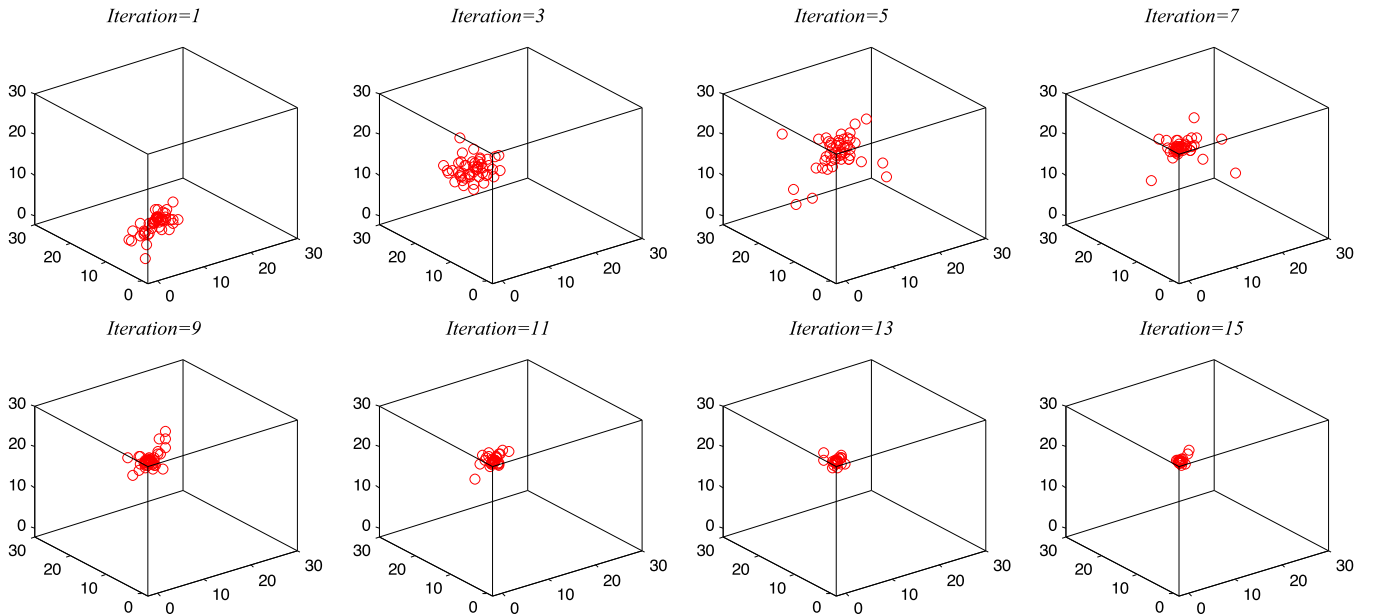 Iteration=1 Iteration=3 Iteration=5 Iteration=7
30 30 30 30
20 20 20 20
10 10 10 10
0 0 0 0
30 30 30 30 30 30 30 30
20 20 20 20 20 20 20 20
10 10 10 10 10 10 10 10
0 0 0 0 0 0 0 0
Iteration=9 Iteration=11 Iteration=13 Iteration=15
30 30 30 30
20 20 20 20
10 10 10 10
0 0 0 0
30 30 30 30 30 30 30 30
20 20 20 20 20 20 20 20
10 10 10 10 10 10 10 10
0 0 0 0 0 0 0 0